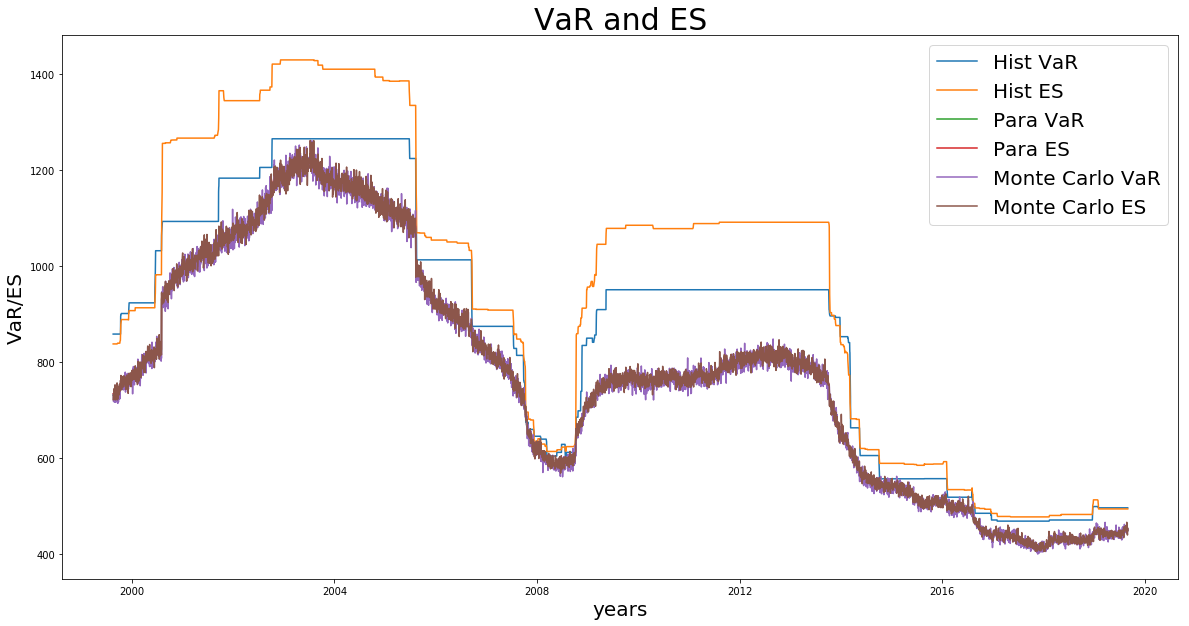 VaR and ES
Hist VaR
Hist ES
Para VaR
Para ES
Monte Carlo VaR
Monte Carlo ES
VaR/ES
1400
1200
1000
800
600
400
2000 2004 2008 2012 2016 2020
years